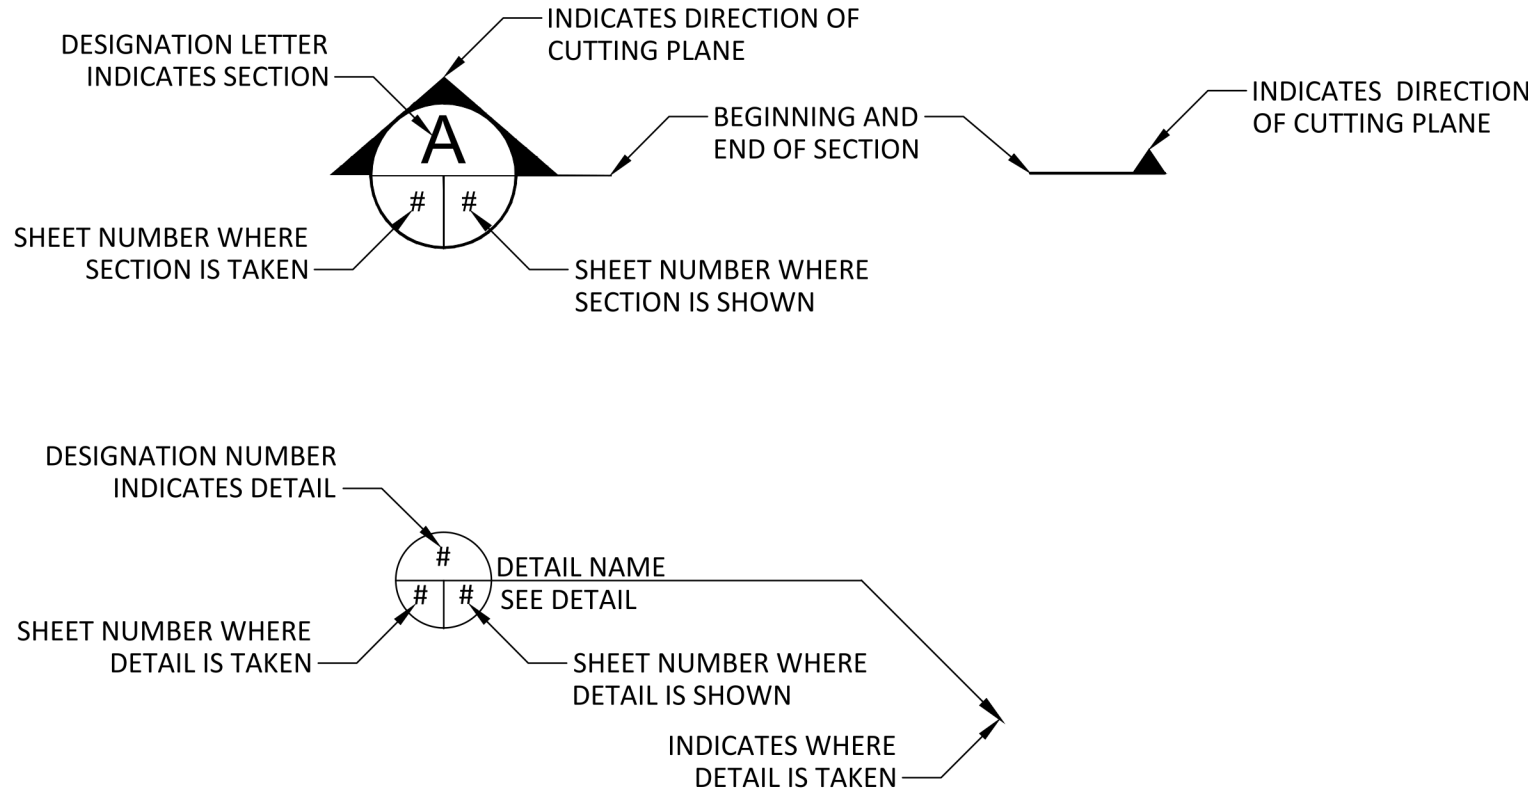 INDICATES DIRECTION OF
CUTTING PLANE
DESIGNATION LETTER
INDICATES SECTION
INDICATES DIRECTION
OF CUTTING PLANE
BEGINNING AND
END OF SECTION
A
# #
SHEET NUMBER WHERE
SECTION IS TAKEN
SHEET NUMBER WHERE
SECTION IS SHOWN
DESIGNATION NUMBER
INDICATES DETAIL
#
DETAIL NAME
# #
SEE DETAIL
SHEET NUMBER WHERE
DETAIL IS TAKEN
SHEET NUMBER WHERE
DETAIL IS SHOWN
INDICATES WHERE
DETAIL IS TAKEN